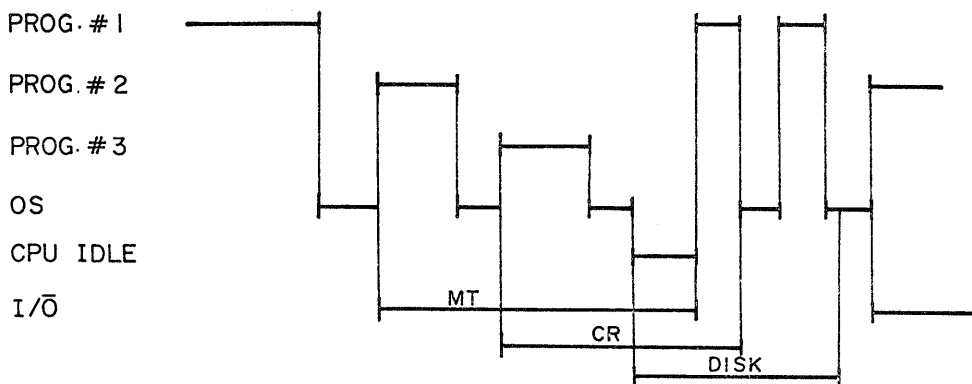 PROG. #1
PROG. #2
PROG. #3
OS
CPU IDLE
I/Ō
MT
CR
DISK